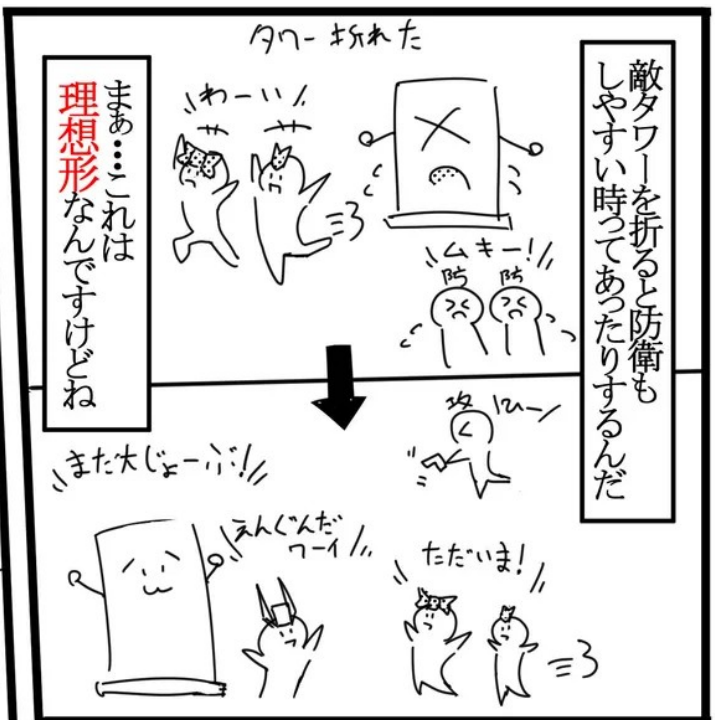 敵タワーを折ると防衛も
しやすい時ってあったりするんだ
タワー折れた
わーい
ムキー!
防 防
まぁ…これは
理想形なんですけどね
攻
ひー
まだ大じょーぶ!
えんぐんだ
ワーイ
ただいま!